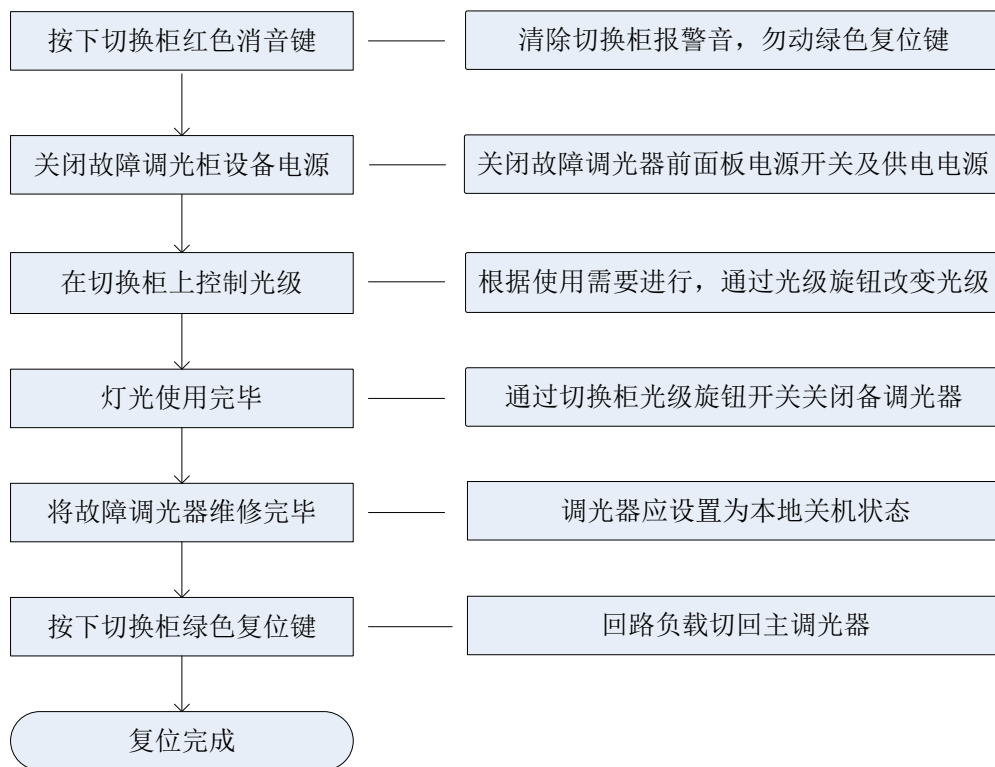 按下切换柜红色消音键
清除切换柜报警音，勿动绿色复位键
关闭故障调光柜设备电源
关闭故障调光器前面板电源开关及供电电源
在切换柜上控制光级
根据使用需要进行，通过光级旋钮改变光级
灯光使用完毕
通过切换柜光级旋钮开关关闭备调光器
将故障调光器维修完毕
调光器应设置为本地关机状态
按下切换柜绿色复位键
回路负载切回主调光器
复位完成